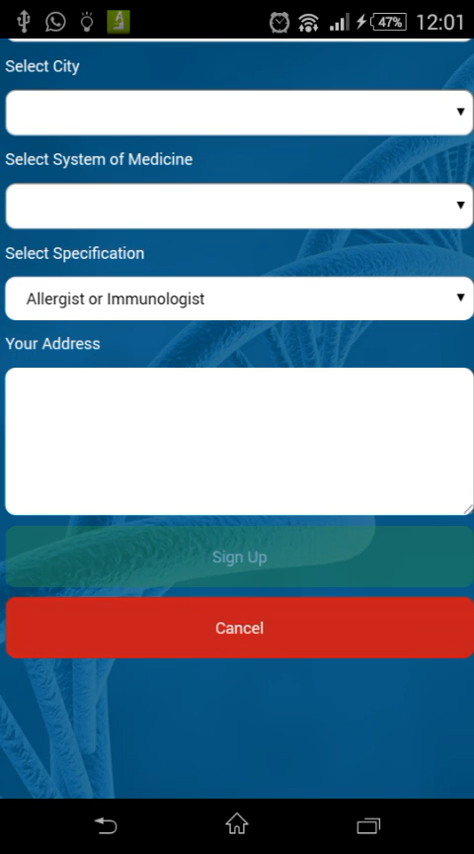 47% 12:01
Select City
Select System of Medicine
Select Specification
Allergist or Immunologist
Your Address
Sign Up
Cancel